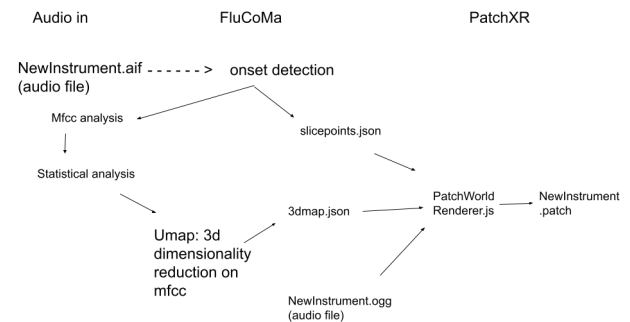 Audio in
FluCoMa
PatchXR
NewInstrument.aif
(audio file)
onset detection
Mfcc analysis
slicepoints.json
Statistical analysis
PatchWorld
Renderer.js
NewInstrument
.patch
3dmap.json
Umap: 3d
dimensionality
reduction on
mfcc
NewInstrument.ogg
(audio file)